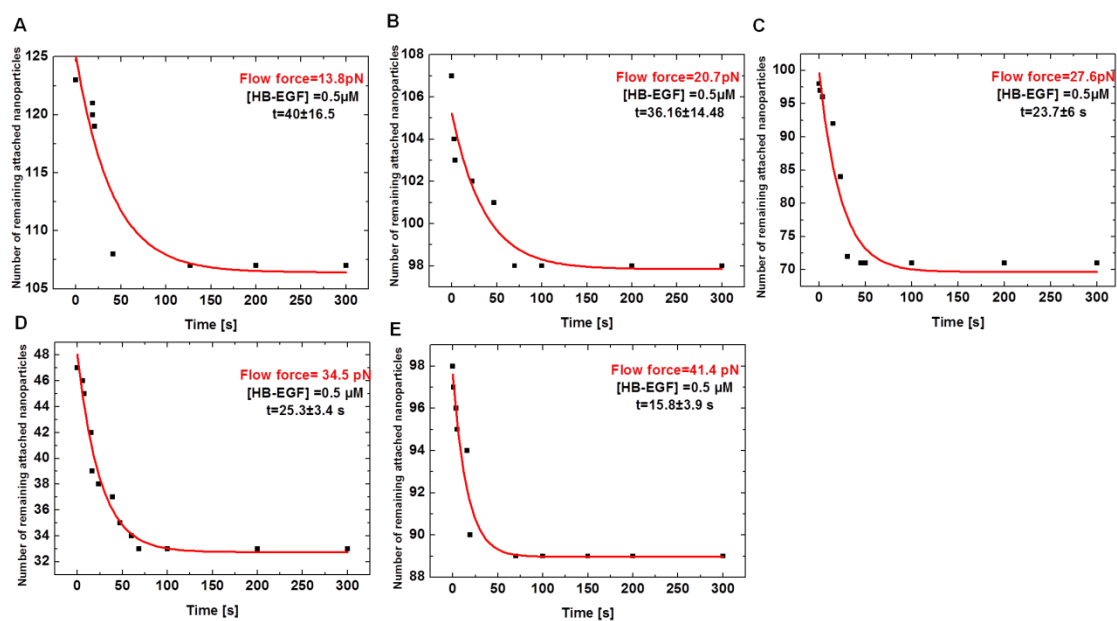 A
Number of remaining attached nanoparticles
125
120
115
110
105
Flow force=13.8pN
[HB-EGF] =0.5µM
t=40±16.5
0 50 100 150 200 250 300
Time [s]
B
Number of remaining attached nanoparticles
108
106
104
102
100
98
96
Flow force=20.7pN
[HB-EGF] =0.5µM
t=36.16±14.48
0 50 100 150 200 250 300
Time [s]
C
Number of remaining attached nanoparticles
100
95
90
85
80
75
70
Flow force=27.6pN
[HB-EGF] =0.5µM
t=23.7±6 s
0 50 100 150 200 250 300
Time [s]
D
Number of remaining attached nanoparticles
48
46
44
42
40
38
36
34
32
Flow force= 34.5 pN
[HB-EGF] =0.5 µM
t=25.3±3.4 s
0 50 100 150 200 250 300
Time [s]
E
Number of remaining attached nanoparticles
98
96
94
92
90
88
Flow force=41.4 pN
[HB-EGF] =0.5 µM
t=15.8±3.9 s
0 50 100 150 200 250 300
Time [s]